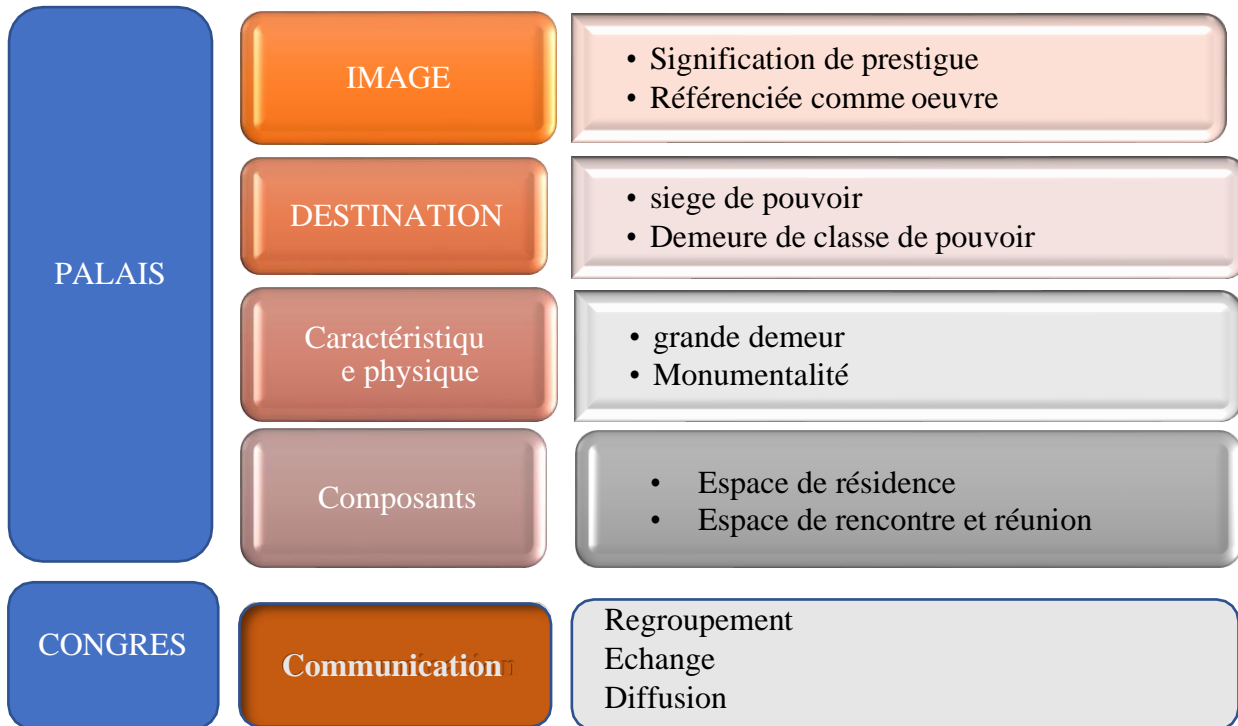 PALAIS
IMAGE
• Signification de prestigue
• Référenciée comme oeuvre
DESTINATION
• siege de pouvoir
• Demeure de classe de pouvoir
Caractéristiqu
e physique
• grande demeur
• Monumentalité
Composants
• Espace de résidence
• Espace de rencontre et réunion
CONGRES
Communication
Regroupement
Echange
Diffusion